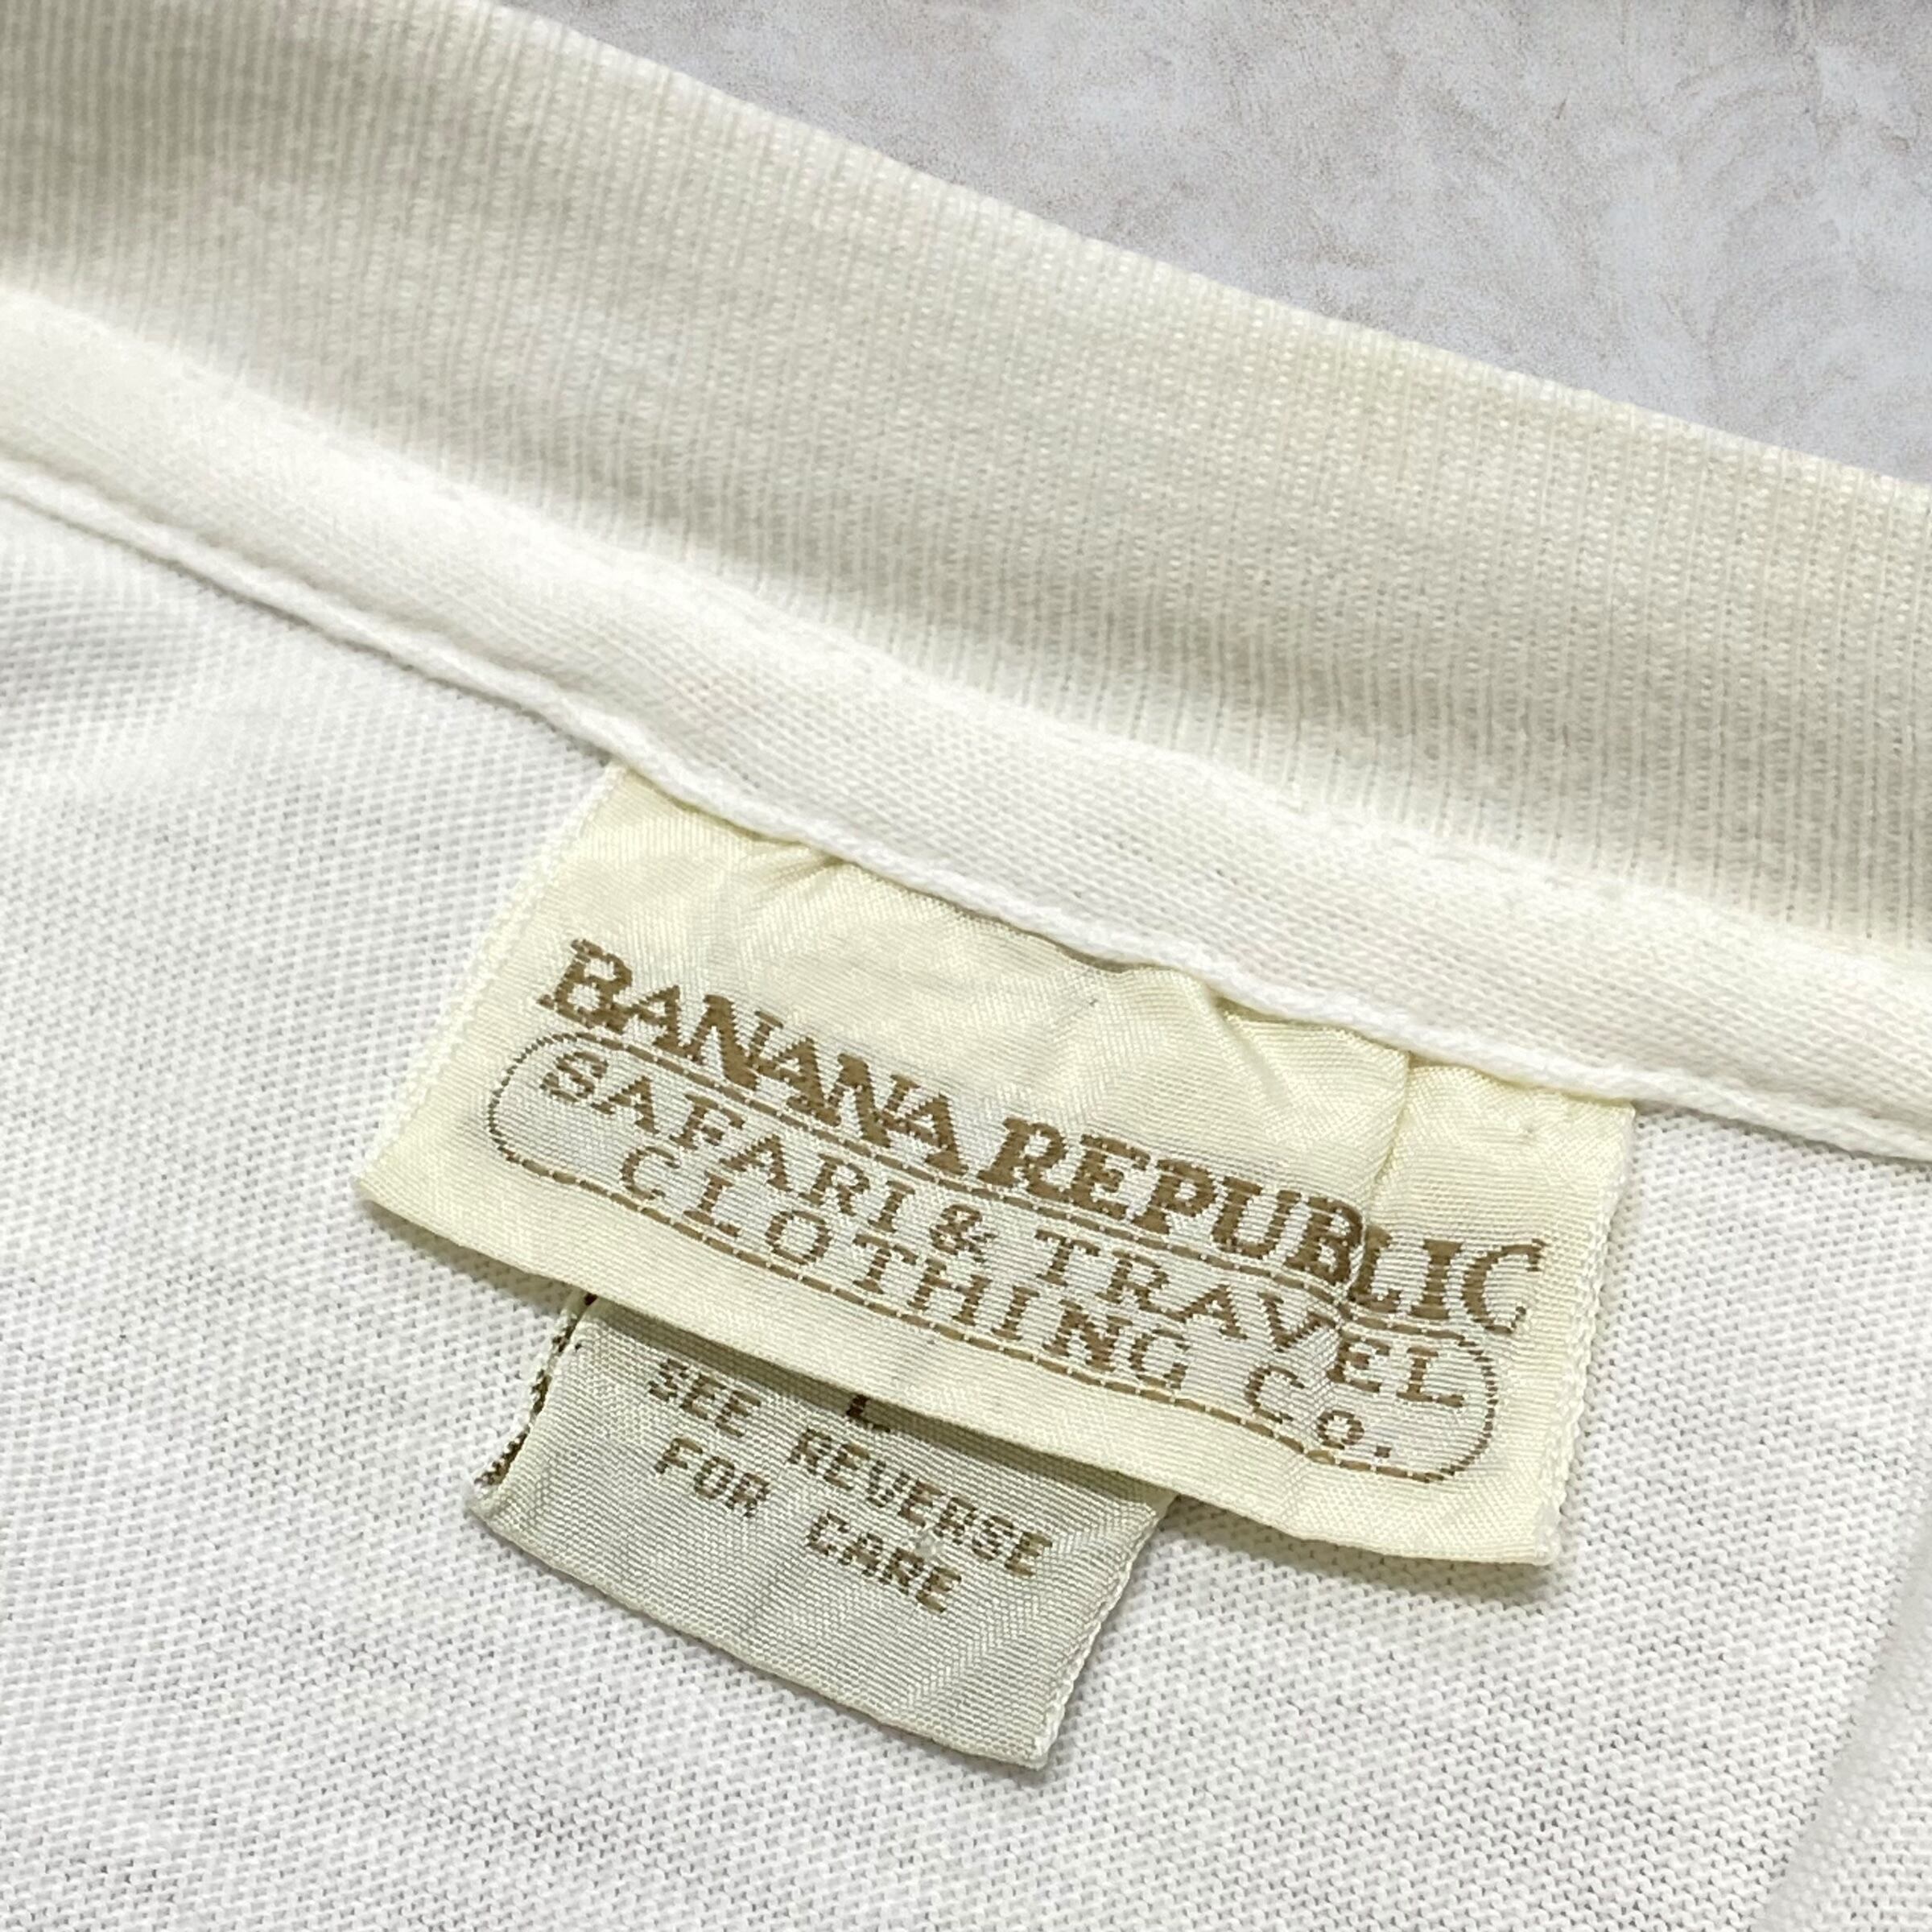 BANANA REPUBLIC
SAFARI & TRAVEL
CLOTHING Co.
L
SEE REVERSE
FOR CARE